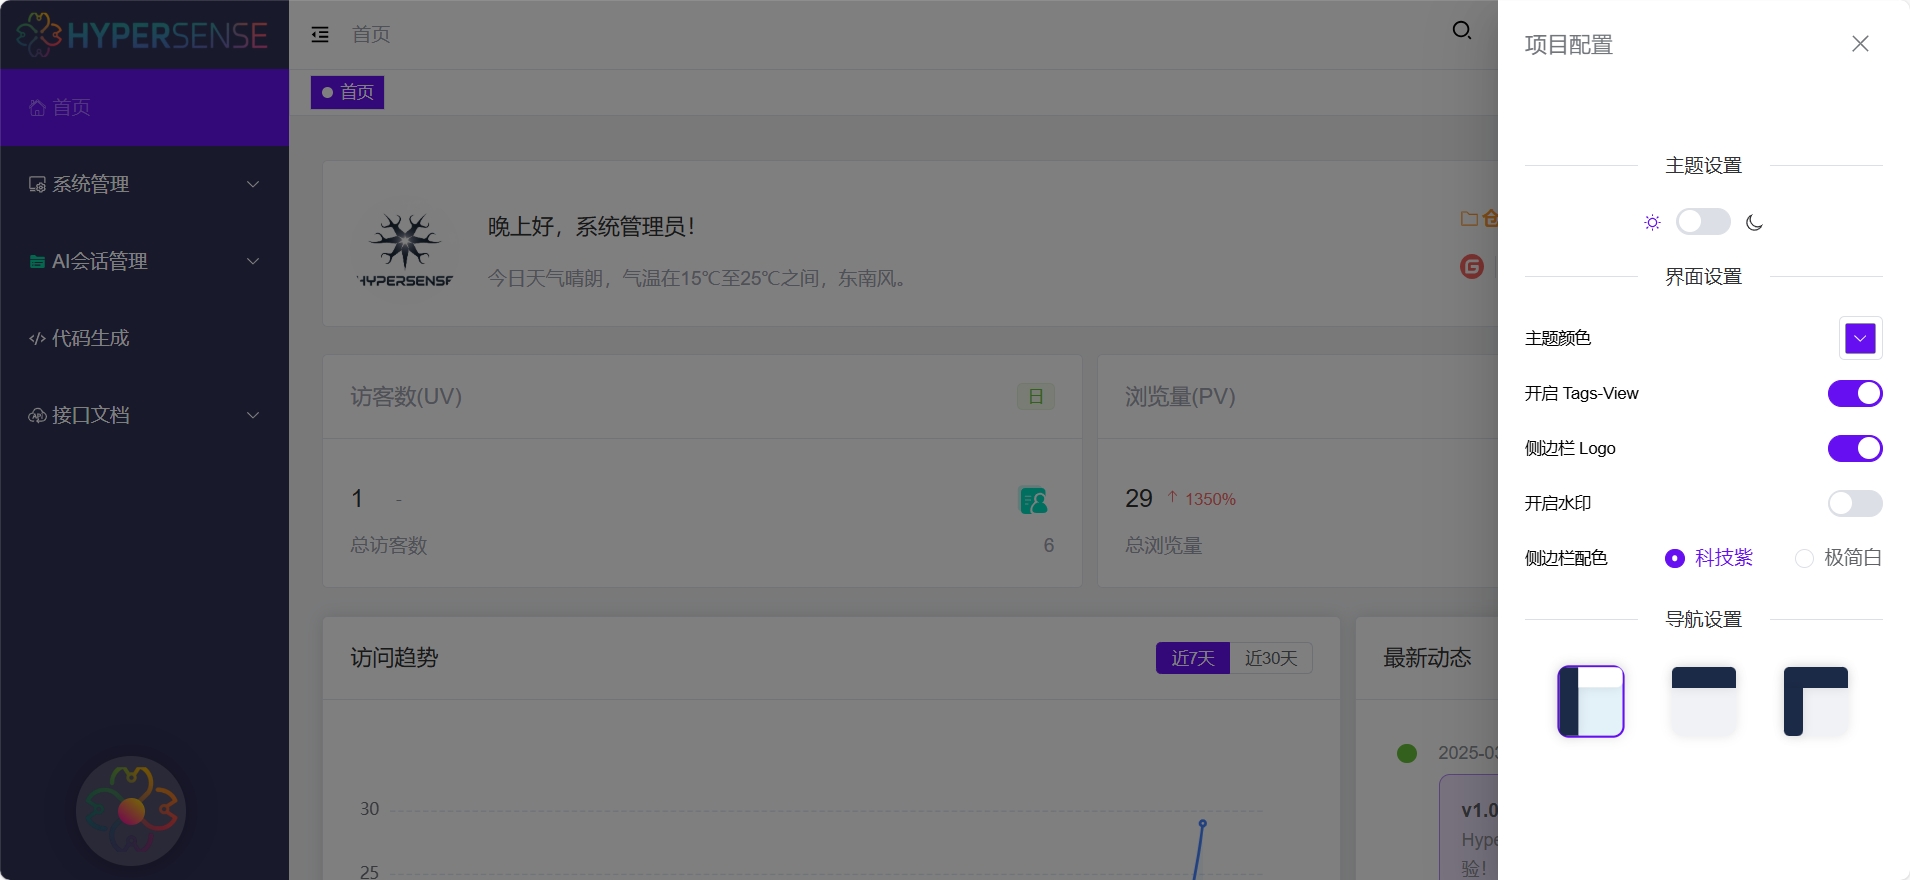 HYPERSENSE
首页
系统管理
AI会话管理
代码生成
接口文档
首页
首页
HYPERSENSE
晚上好，系统管理员！
今日天气晴朗，气温在15℃至25℃之间，东南风。
访客数(UV)
日
1 -
总访客数
6
浏览量(PV)
29 ↑ 1350%
总浏览量
访问趋势
近7天
近30天
30
25
最新动态
2025-03
v1.0
Hype
验！
项目配置
主题设置
界面设置
主题颜色
开启 Tags-View
侧边栏 Logo
开启水印
侧边栏配色
科技紫
极简白
导航设置